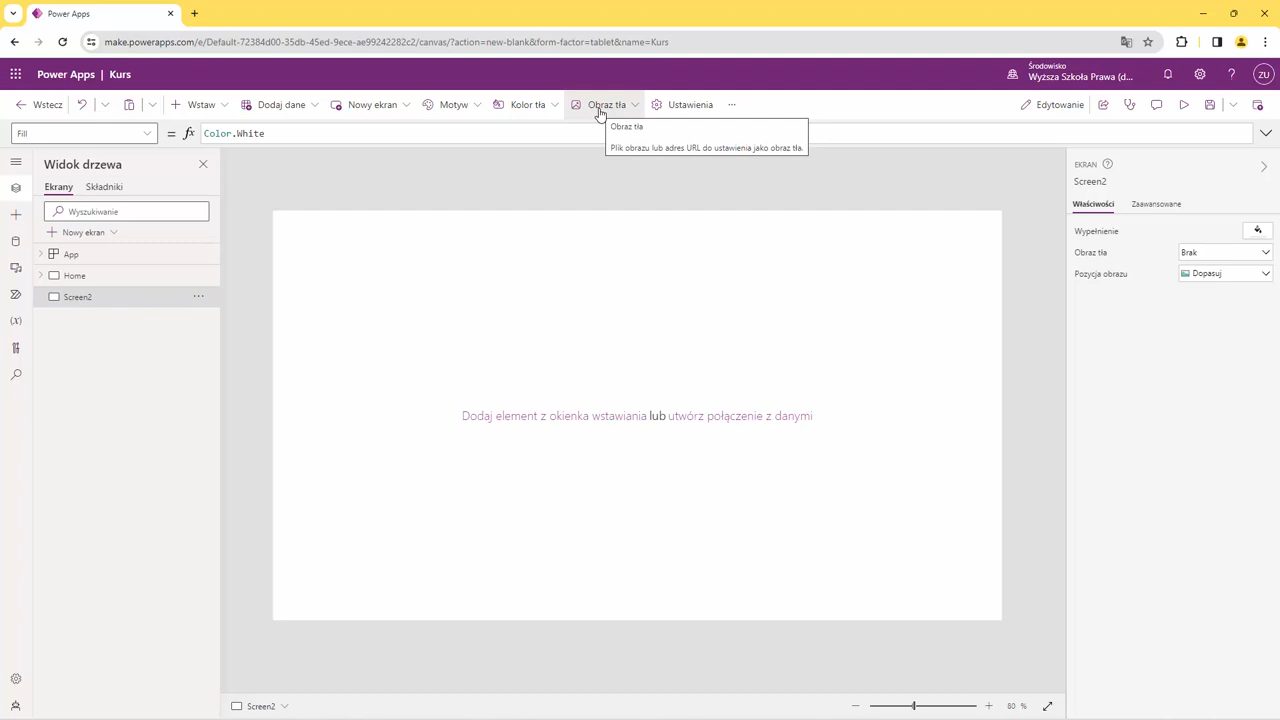 Power Apps
make.powerapps.com/e/Default-72384d00-35db-45ed-9ece-ae99242282c2/canvas/?action=new-blank&form-factor=tablet&name=Kurs
Power Apps | Kurs
Środowisko
Wyższa Szkoła Prawa (d...
ZU
Wstecz
Wstaw
Dodaj dane
Nowy ekran
Motyw
Kolor tła
Obraz tła
Ustawienia
...
Edytowanie
Fill
= fx Color.White
Obraz tła
Plik obrazu lub adres URL do ustawienia jako obraz tła.
Widok drzewa
Ekrany
Składniki
Wyszukiwanie
Nowy ekran
App
Home
Screen2
...
Dodaj element z okienka wstawiania lub utwórz połączenie z danymi
EKRAN
Screen2
Właściwości
Zaawansowane
Wypełnienie
Obraz tła
Brak
Pozycja obrazu
Dopasuj
Screen2
80 %